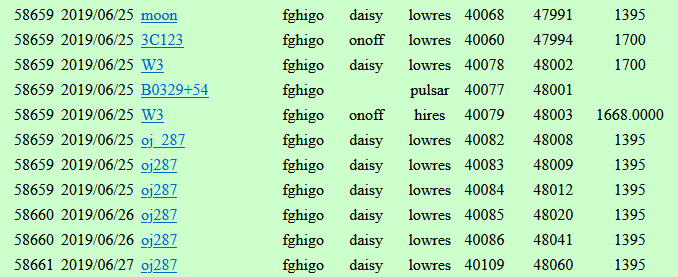 58659 2019/06/25 moon fghigo daisy lowres 40068 47991 1395
58659 2019/06/25 3C123 fghigo onoff lowres 40060 47994 1700
58659 2019/06/25 W3 fghigo daisy lowres 40078 48002 1700
58659 2019/06/25 B0329+54 fghigo pulsar 40077 48001
58659 2019/06/25 W3 fghigo onoff hires 40079 48003 1668.0000
58659 2019/06/25 oj_287 fghigo daisy lowres 40082 48008 1395
58659 2019/06/25 oj287 fghigo daisy lowres 40083 48009 1395
58659 2019/06/25 oj287 fghigo daisy lowres 40084 48012 1395
58660 2019/06/26 oj287 fghigo daisy lowres 40085 48020 1395
58660 2019/06/26 oj287 fghigo daisy lowres 40086 48041 1395
58661 2019/06/27 oj287 fghigo daisy lowres 40109 48060 1395